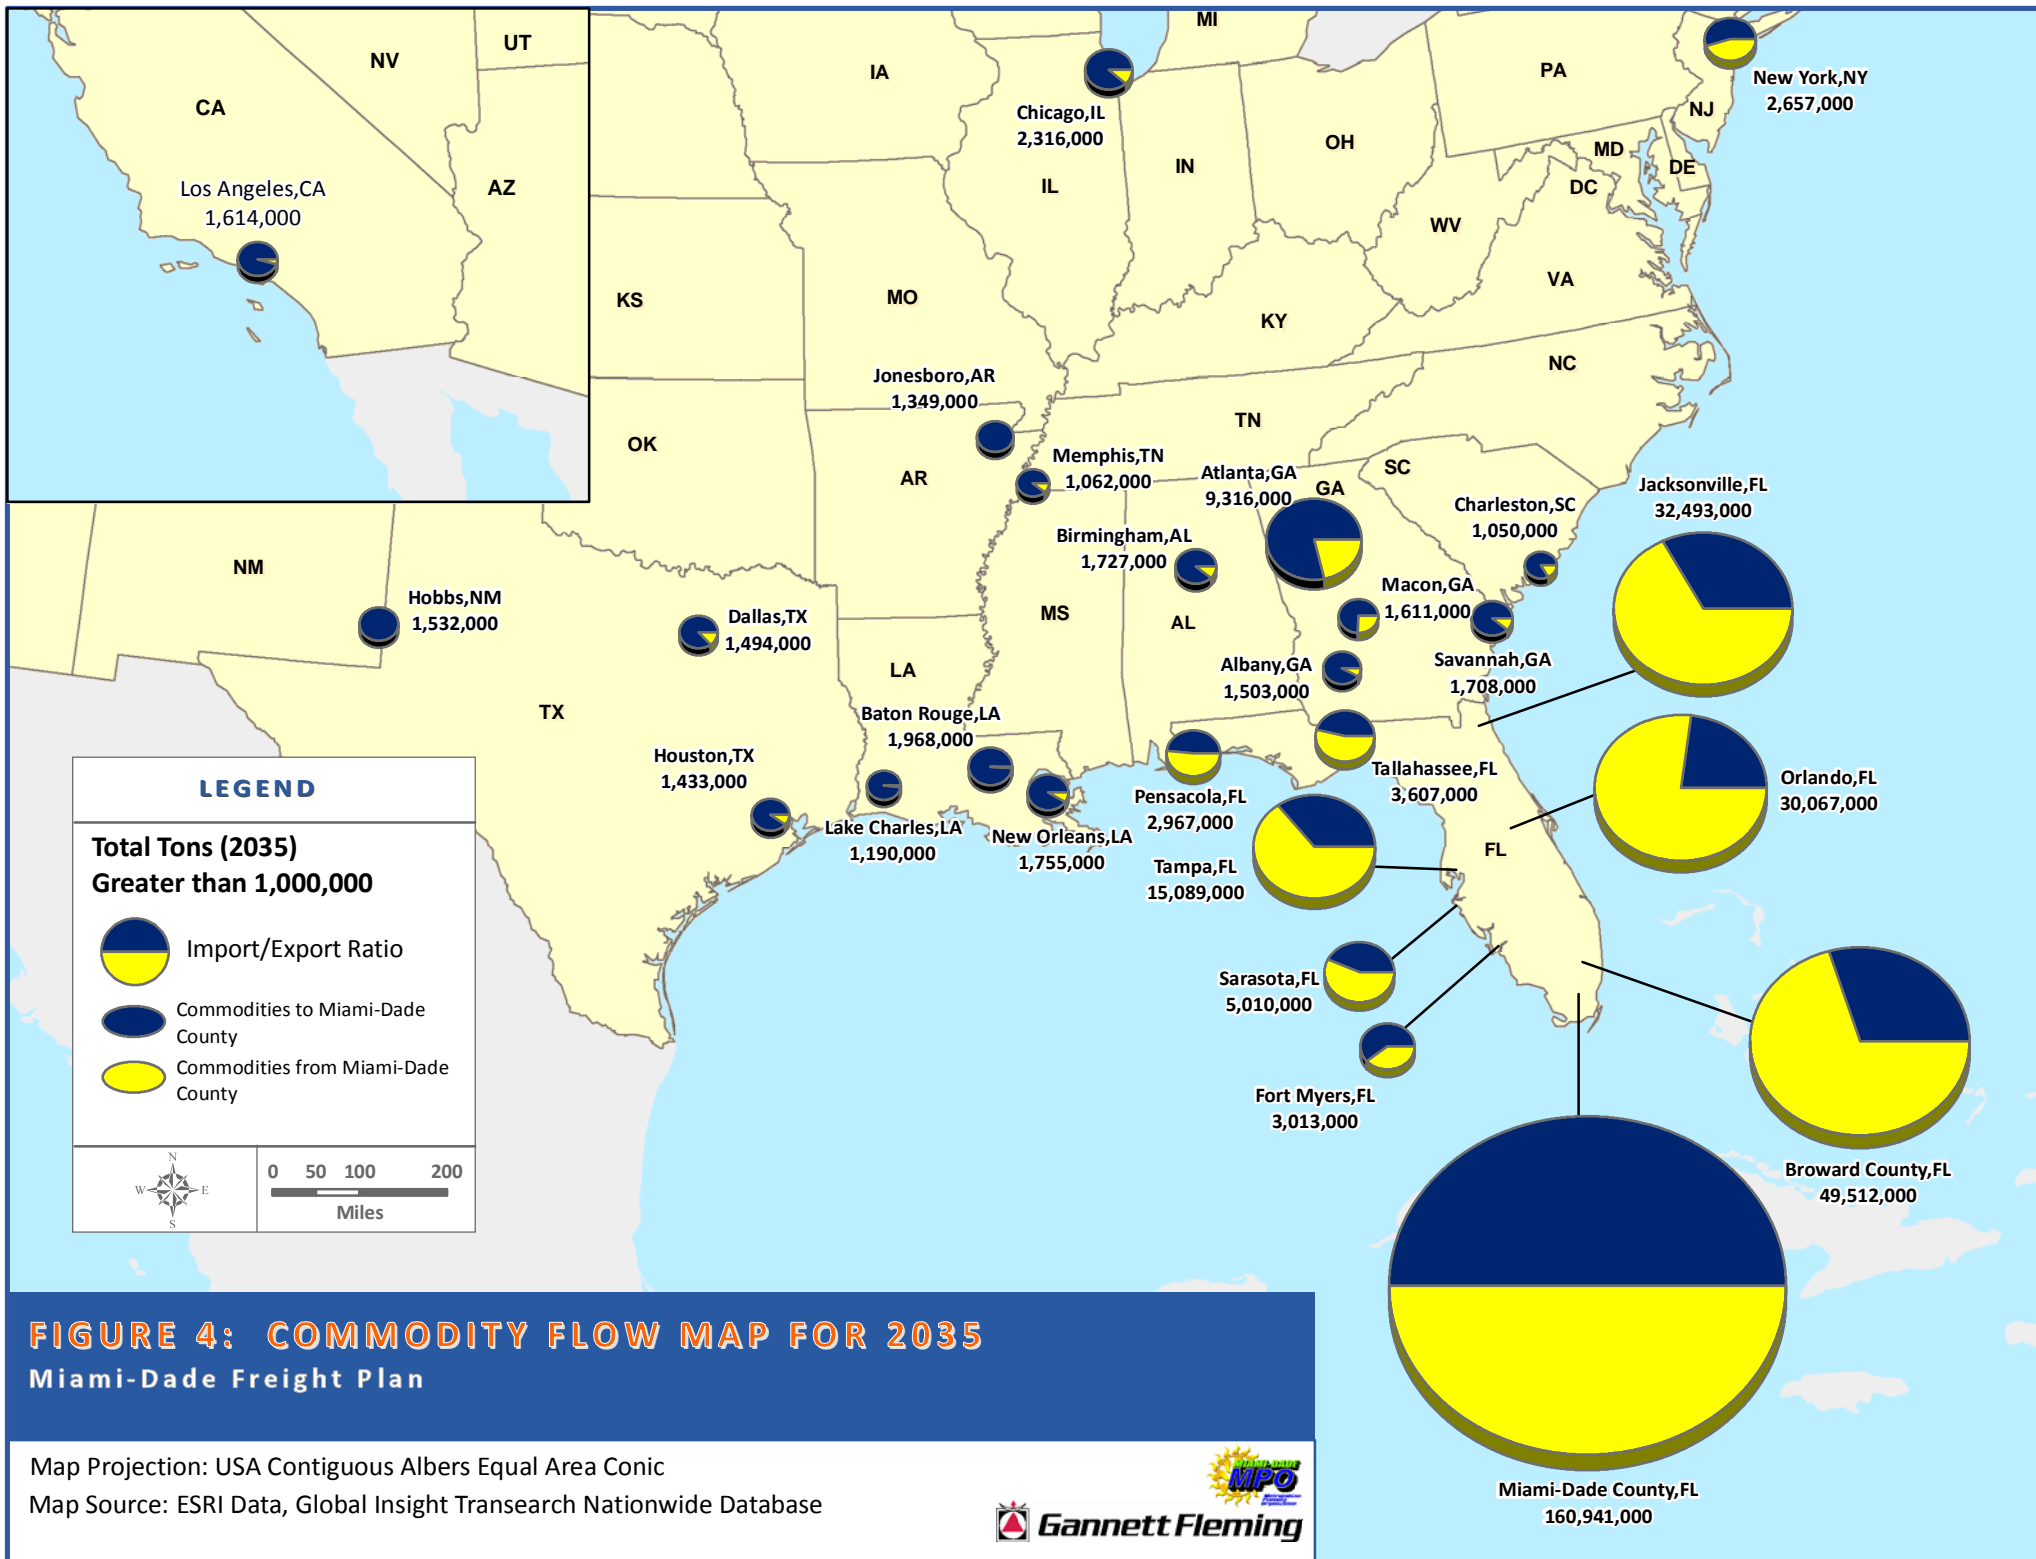 NV
UT
CA
AZ
Los Angeles,CA
1,614,000
MI
IA
Chicago,IL
2,316,000
IL
IN
OH
PA
New York,NY
2,657,000
NJ
MD
DE
DC
WV
VA
KS
MO
KY
NC
Jonesboro,AR
1,349,000
OK
AR
TN
Memphis,TN
1,062,000
Atlanta,GA
9,316,000
GA
SC
Charleston,SC
1,050,000
Jacksonville,FL
32,493,000
Birmingham,AL
1,727,000
NM
Hobbs,NM
1,532,000
Dallas,TX
1,494,000
MS
AL
Macon,GA
1,611,000
Albany,GA
1,503,000
Savannah,GA
1,708,000
LA
TX
Baton Rouge,LA
1,968,000
Houston,TX
1,433,000
Lake Charles,LA
1,190,000
New Orleans,LA
1,755,000
Pensacola,FL
2,967,000
Tallahassee,FL
3,607,000
Orlando,FL
30,067,000
FL
Tampa,FL
15,089,000
Sarasota,FL
5,010,000
Fort Myers,FL
3,013,000
Broward County,FL
49,512,000
Miami-Dade County,FL
160,941,000
LEGEND
Total Tons (2035)
Greater than 1,000,000
Import/Export Ratio
Commodities to Miami-Dade
County
Commodities from Miami-Dade
County
N
W E
S
0 50 100 200
Miles
FIGURE 4: COMMODITY FLOW MAP FOR 2035
Miami-Dade Freight Plan
Map Projection: USA Contiguous Albers Equal Area Conic
Map Source: ESRI Data, Global Insight Transearch Nationwide Database
MIAMI-DADE
MPO
Gannett Fleming